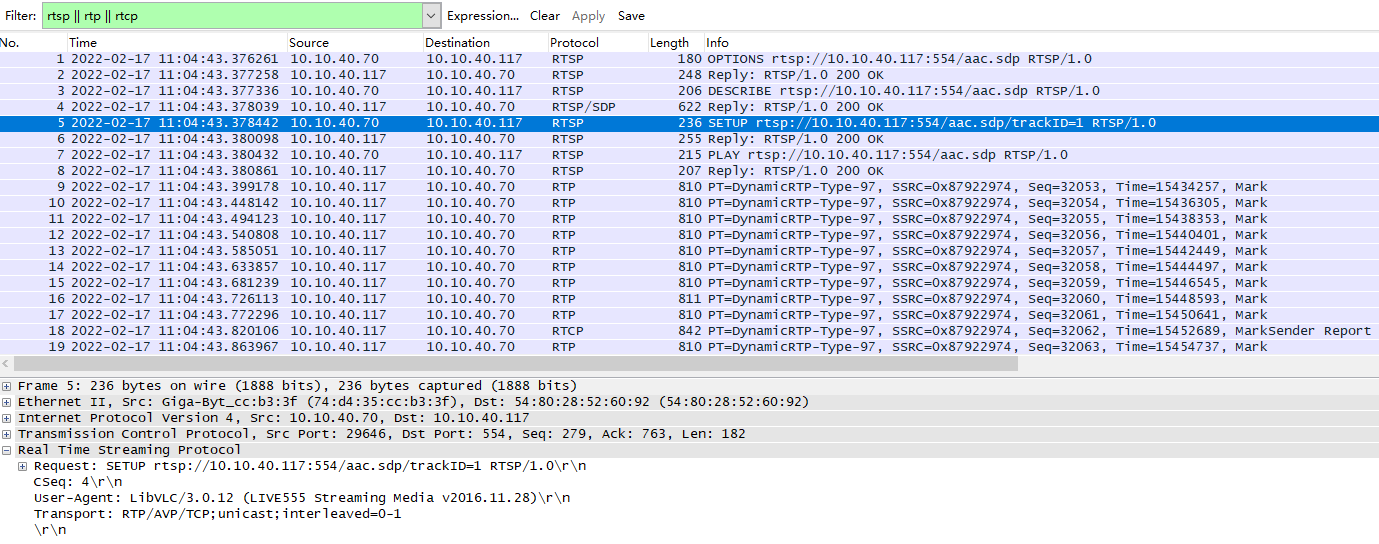 Filter: rtsp || rtp || rtcp Expression... Clear Apply Save
No. Time Source Destination Protocol Length Info
1 2022-02-17 11:04:43.376261 10.10.40.70 10.10.40.117 RTSP 180 OPTIONS rtsp://10.10.40.117:554/aac.sdp RTSP/1.0
2 2022-02-17 11:04:43.377258 10.10.40.117 10.10.40.70 RTSP 248 Reply: RTSP/1.0 200 OK
3 2022-02-17 11:04:43.377336 10.10.40.70 10.10.40.117 RTSP 206 DESCRIBE rtsp://10.10.40.117:554/aac.sdp RTSP/1.0
4 2022-02-17 11:04:43.378039 10.10.40.117 10.10.40.70 RTSP/SDP 622 Reply: RTSP/1.0 200 OK
5 2022-02-17 11:04:43.378442 10.10.40.70 10.10.40.117 RTSP 236 SETUP rtsp://10.10.40.117:554/aac.sdp/trackID=1 RTSP/1.0
6 2022-02-17 11:04:43.380098 10.10.40.117 10.10.40.70 RTSP 255 Reply: RTSP/1.0 200 OK
7 2022-02-17 11:04:43.380432 10.10.40.70 10.10.40.117 RTSP 215 PLAY rtsp://10.10.40.117:554/aac.sdp RTSP/1.0
8 2022-02-17 11:04:43.380861 10.10.40.117 10.10.40.70 RTSP 207 Reply: RTSP/1.0 200 OK
9 2022-02-17 11:04:43.399178 10.10.40.117 10.10.40.70 RTP 810 PT=DynamicRTP-Type-97, SSRC=0x87922974, Seq=32053, Time=15434257, Mark
10 2022-02-17 11:04:43.448142 10.10.40.117 10.10.40.70 RTP 810 PT=DynamicRTP-Type-97, SSRC=0x87922974, Seq=32054, Time=15436305, Mark
11 2022-02-17 11:04:43.494123 10.10.40.117 10.10.40.70 RTP 810 PT=DynamicRTP-Type-97, SSRC=0x87922974, Seq=32055, Time=15438353, Mark
12 2022-02-17 11:04:43.540808 10.10.40.117 10.10.40.70 RTP 810 PT=DynamicRTP-Type-97, SSRC=0x87922974, Seq=32056, Time=15440401, Mark
13 2022-02-17 11:04:43.585051 10.10.40.117 10.10.40.70 RTP 810 PT=DynamicRTP-Type-97, SSRC=0x87922974, Seq=32057, Time=15442449, Mark
14 2022-02-17 11:04:43.633857 10.10.40.117 10.10.40.70 RTP 810 PT=DynamicRTP-Type-97, SSRC=0x87922974, Seq=32058, Time=15444497, Mark
15 2022-02-17 11:04:43.681239 10.10.40.117 10.10.40.70 RTP 810 PT=DynamicRTP-Type-97, SSRC=0x87922974, Seq=32059, Time=15446545, Mark
16 2022-02-17 11:04:43.726113 10.10.40.117 10.10.40.70 RTP 811 PT=DynamicRTP-Type-97, SSRC=0x87922974, Seq=32060, Time=15448593, Mark
17 2022-02-17 11:04:43.772296 10.10.40.117 10.10.40.70 RTP 810 PT=DynamicRTP-Type-97, SSRC=0x87922974, Seq=32061, Time=15450641, Mark
18 2022-02-17 11:04:43.820106 10.10.40.117 10.10.40.70 RTCP 842 PT=DynamicRTP-Type-97, SSRC=0x87922974, Seq=32062, Time=15452689, MarkSender Report
19 2022-02-17 11:04:43.863967 10.10.40.117 10.10.40.70 RTP 810 PT=DynamicRTP-Type-97, SSRC=0x87922974, Seq=32063, Time=15454737, Mark
Frame 5: 236 bytes on wire (1888 bits), 236 bytes captured (1888 bits)
Ethernet II, Src: Giga-Byt_cc:b3:3f (74:d4:35:cc:b3:3f), Dst: 54:80:28:52:60:92 (54:80:28:52:60:92)
Internet Protocol Version 4, Src: 10.10.40.70, Dst: 10.10.40.117
Transmission Control Protocol, Src Port: 29646, Dst Port: 554, Seq: 279, Ack: 763, Len: 182
Real Time Streaming Protocol
Request: SETUP rtsp://10.10.40.117:554/aac.sdp/trackID=1 RTSP/1.0\r\n
CSeq: 4\r\n
User-Agent: LibVLC/3.0.12 (LIVE555 Streaming Media v2016.11.28)\r\n
Transport: RTP/AVP/TCP;unicast;interleaved=0-1
\r\n